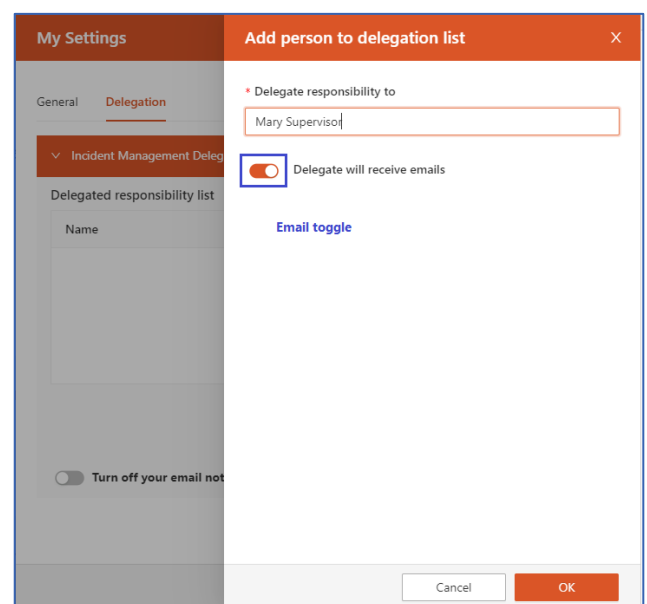 My Settings
Add person to delegation list X
General Delegation
* Delegate responsibility to
Mary Supervisor
Incident Management Deleg
Delegate will receive emails
Delegated responsibility list
Name
Email toggle
Turn off your email not
Cancel OK